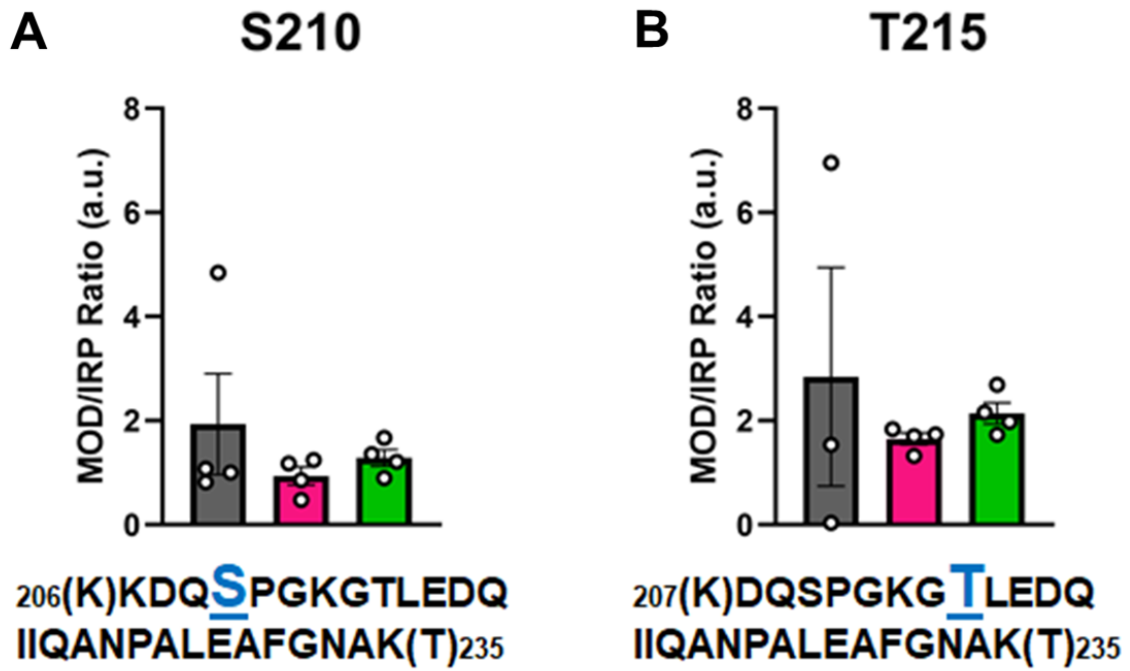 A
S210
MOD/IRP Ratio (a.u.)
8
6
4
2
0
206(K)KDQSPGKGTLEDQ
IIQANPALEAFGNAK(T)235
B
T215
MOD/IRP Ratio (a.u.)
8
6
4
2
0
207(K)DQSPGKGTLEDQ
IIQANPALEAFGNAK(T)235